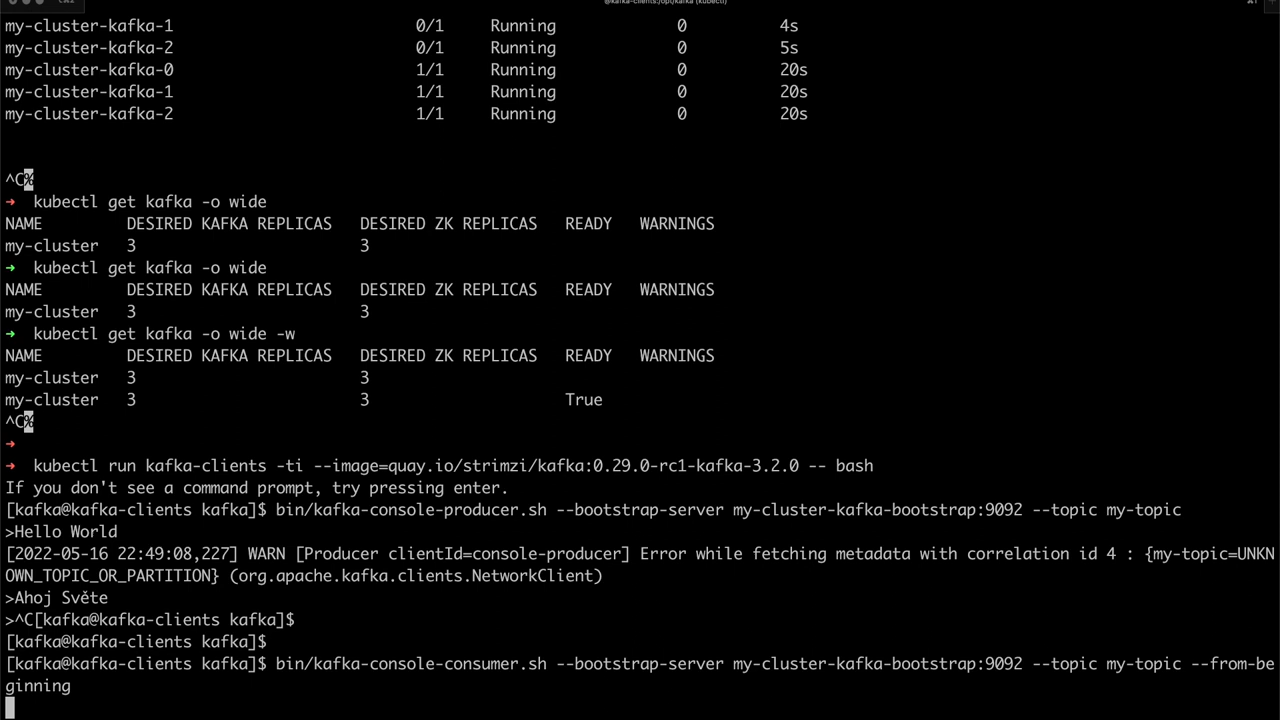 @kafka-clients:/opt/kafka (kubectl)
my-cluster-kafka-1 0/1 Running 0 4s
my-cluster-kafka-2 0/1 Running 0 5s
my-cluster-kafka-0 1/1 Running 0 20s
my-cluster-kafka-1 1/1 Running 0 20s
my-cluster-kafka-2 1/1 Running 0 20s
^C%
➜ kubectl get kafka -o wide
NAME DESIRED KAFKA REPLICAS DESIRED ZK REPLICAS READY WARNINGS
my-cluster 3 3
➜ kubectl get kafka -o wide
NAME DESIRED KAFKA REPLICAS DESIRED ZK REPLICAS READY WARNINGS
my-cluster 3 3
➜ kubectl get kafka -o wide -w
NAME DESIRED KAFKA REPLICAS DESIRED ZK REPLICAS READY WARNINGS
my-cluster 3 3
my-cluster 3 3 True
^C%
➜
➜ kubectl run kafka-clients -ti --image=quay.io/strimzi/kafka:0.29.0-rc1-kafka-3.2.0 -- bash
If you don't see a command prompt, try pressing enter.
[kafka@kafka-clients kafka]$ bin/kafka-console-producer.sh --bootstrap-server my-cluster-kafka-bootstrap:9092 --topic my-topic
>Hello World
[2022-05-16 22:49:08,227] WARN [Producer clientId=console-producer] Error while fetching metadata with correlation id 4 : {my-topic=UNKN
OWN_TOPIC_OR_PARTITION} (org.apache.kafka.clients.NetworkClient)
>Ahoj Světe
>^C[kafka@kafka-clients kafka]$
[kafka@kafka-clients kafka]$
[kafka@kafka-clients kafka]$ bin/kafka-console-consumer.sh --bootstrap-server my-cluster-kafka-bootstrap:9092 --topic my-topic --from-be
ginning